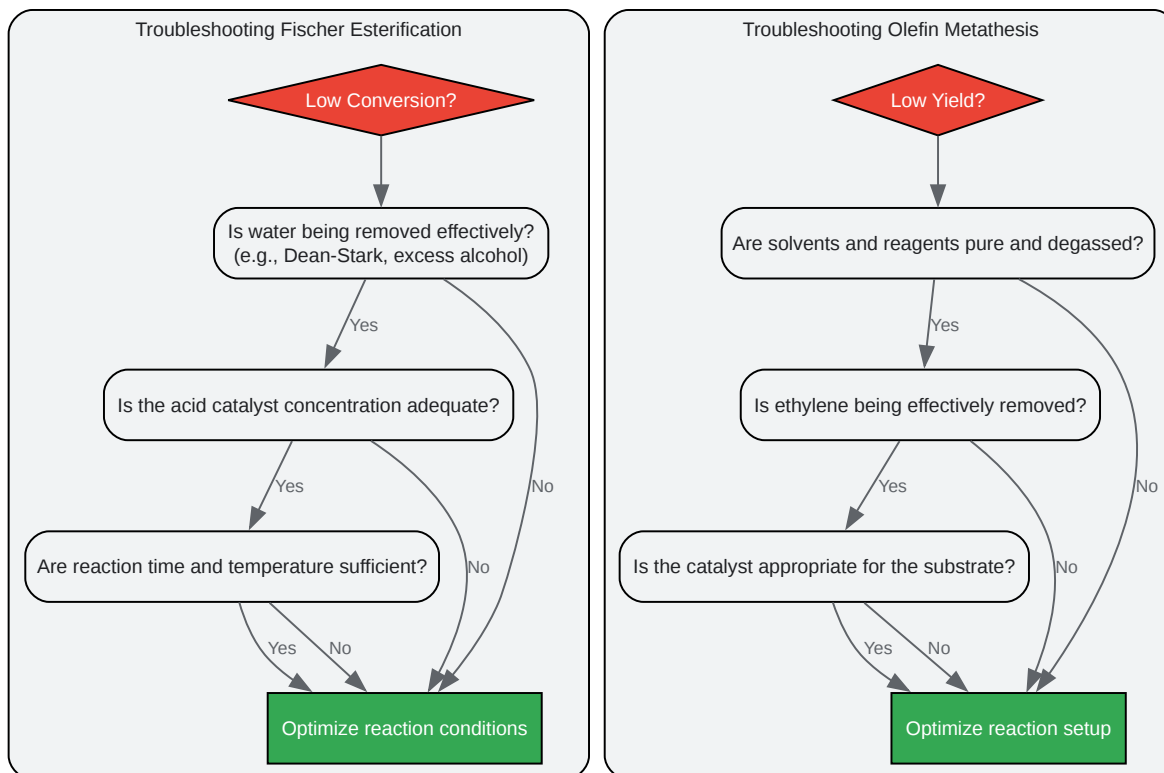 Troubleshooting Fischer Esterification
Low Conversion?
Is water being removed effectively?
(e.g., Dean-Stark, excess alcohol)
Yes
Is the acid catalyst concentration adequate?
Yes
No
Are reaction time and temperature sufficient?
No
Yes
No
Optimize reaction conditions
Troubleshooting Olefin Metathesis
Low Yield?
Are solvents and reagents pure and degassed?
Yes
Is ethylene being effectively removed?
Yes
No
Is the catalyst appropriate for the substrate?
No
Yes
No
Optimize reaction setup